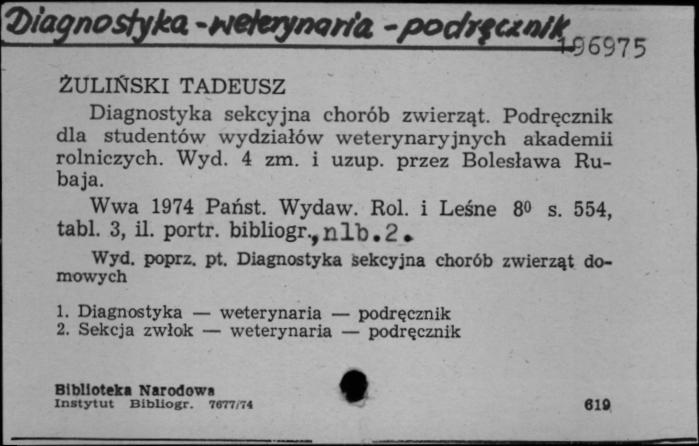 Diagnostyka - weterynaria - podręcznik
196975
ŻULIŃSKI TADEUSZ
Diagnostyka sekcyjna chorób zwierząt. Podręcznik
dla studentów wydziałów weterynaryjnych akademii
rolniczych. Wyd. 4 zm. i uzup. przez Bolesława Ru-
baja.
Wwa 1974 Państ. Wydaw. Rol. i Leśne 8⁰ s. 554,
tabl. 3, il. portr. bibliogr., nlb.2.
Wyd. poprz. pt. Diagnostyka sekcyjna chorób zwierząt do-
mowych
1. Diagnostyka — weterynaria — podręcznik
2. Sekcja zwłok — weterynaria — podręcznik
Biblioteka Narodowa
Instytut Bibliogr. 7677/74
619